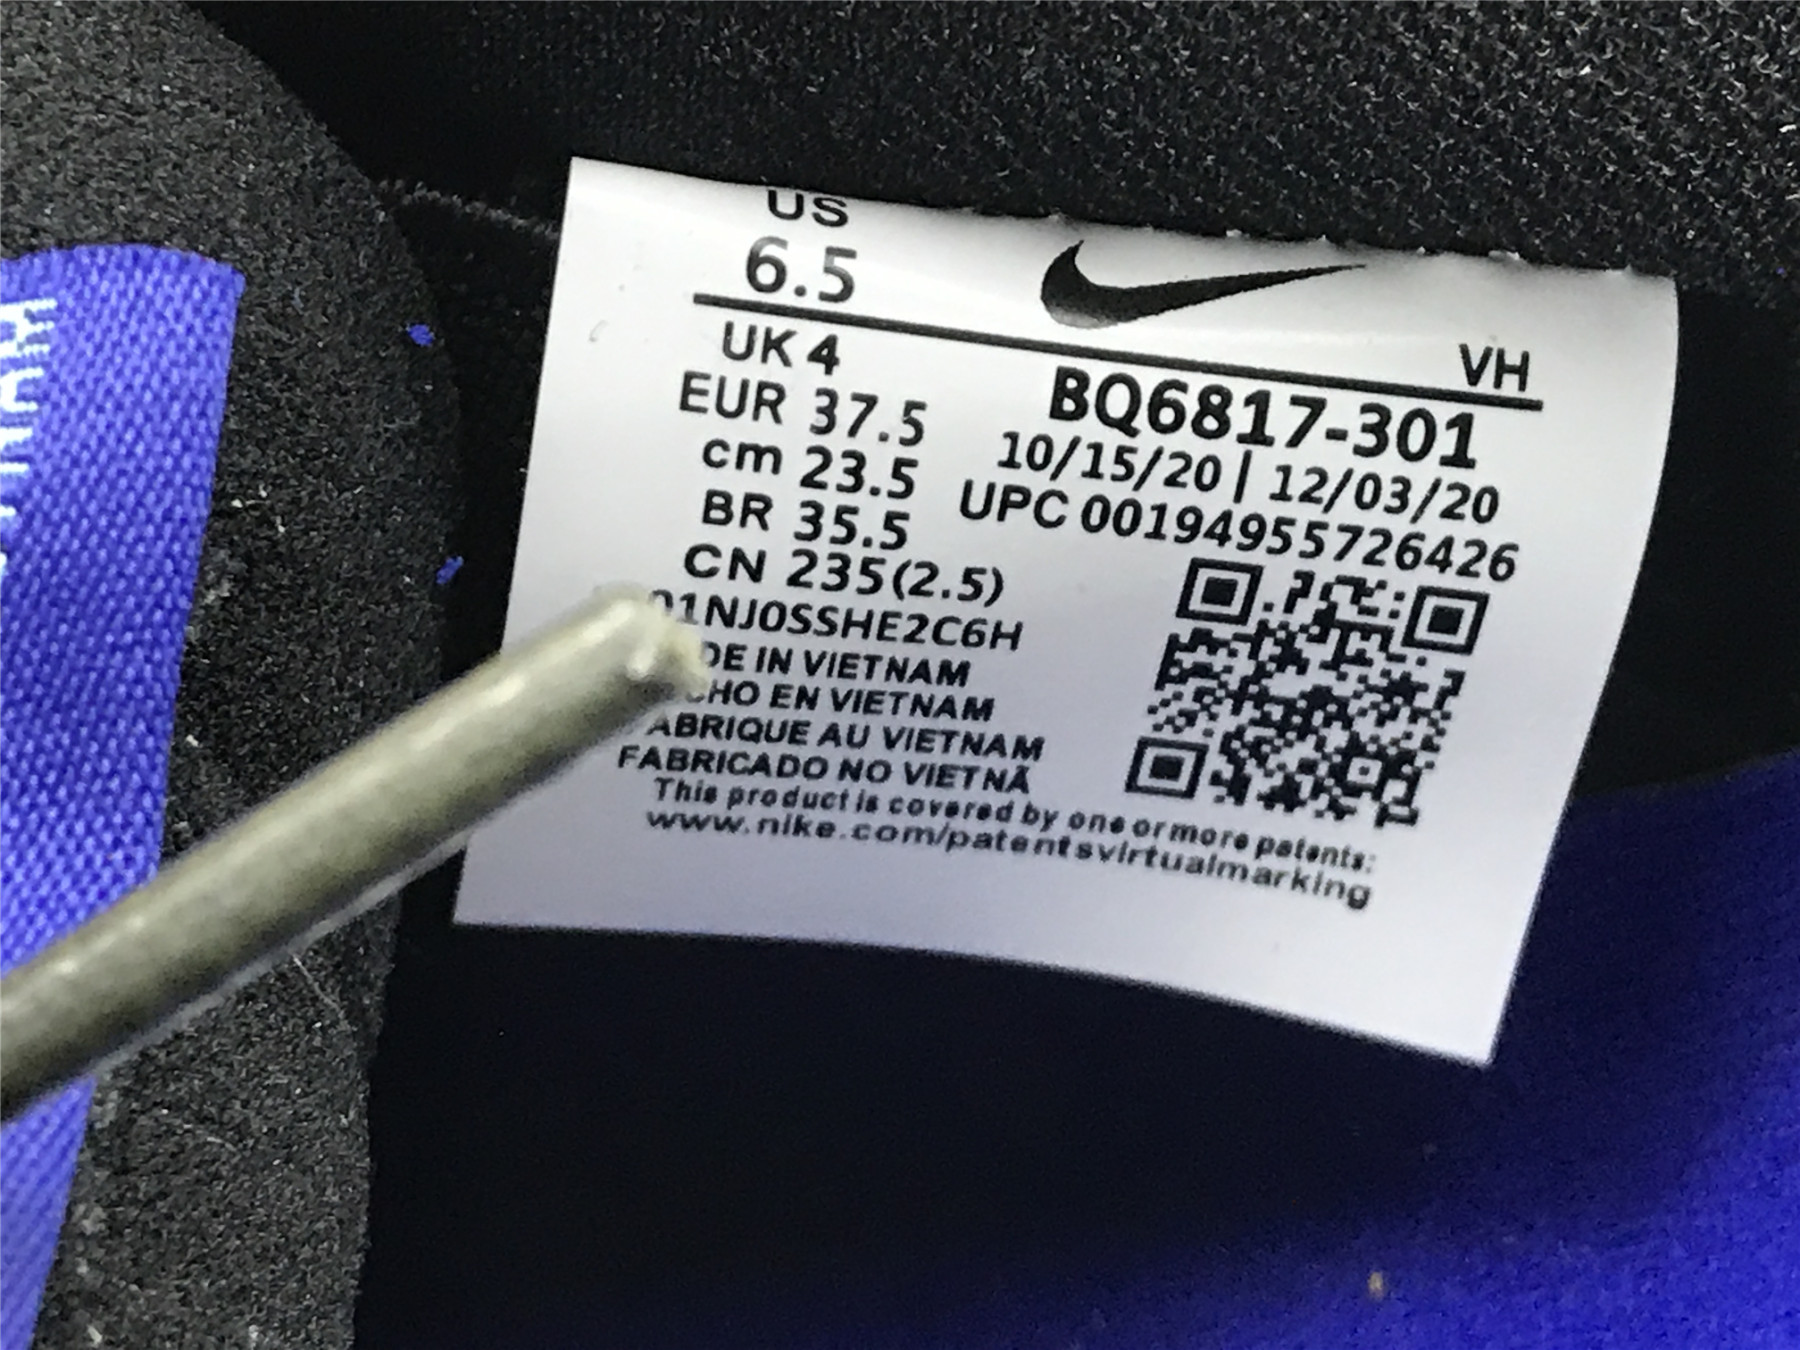 US
6.5
UK 4
EUR 37.5
cm 23.5
BR 35.5
CN 235(2.5)
01NJ0SSHE2C6H
DE IN VIETNAM
CHO EN VIETNAM
ABRIQUE AU VIETNAM
FABRICADO NO VIETNÃ
VH
BQ6817-301
10/15/20 | 12/03/20
UPC 00194955726426
This product is covered by one or more patents:
www.nike.com/patentsvirtualmarking